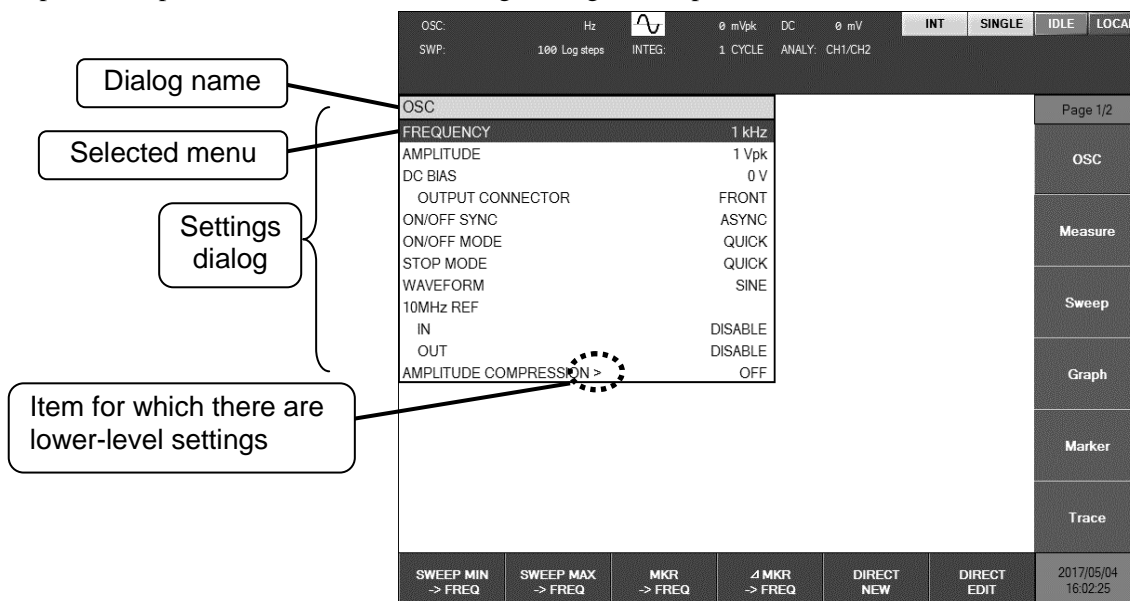 OSC: Hz 0 mVpk DC 0 mV INT SINGLE IDLE LOCAL
SWP: 100 Log steps INTEG: 1 CYCLE ANALY: CH1/CH2
Dialog name
Selected menu
Settings
dialog
Item for which there are
lower-level settings
OSC
FREQUENCY 1 kHz
AMPLITUDE 1 Vpk
DC BIAS 0 V
OUTPUT CONNECTOR FRONT
ON/OFF SYNC ASYNC
ON/OFF MODE QUICK
STOP MODE QUICK
WAVEFORM SINE
10MHz REF
IN DISABLE
OUT DISABLE
AMPLITUDE COMPRESSION > OFF
Page 1/2
OSC
Measure
Sweep
Graph
Marker
Trace
SWEEP MIN
-> FREQ
SWEEP MAX
-> FREQ
MKR
-> FREQ
⊿ MKR
-> FREQ
DIRECT
NEW
DIRECT
EDIT
2017/05/04
16:02:25